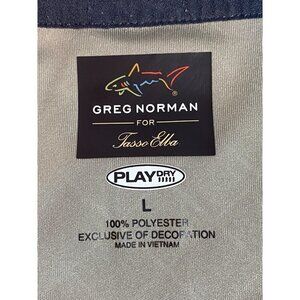 GREG NORMAN
FOR
Tasso Elba
PLAYDRY
L
100% POLYESTER
EXCLUSIVE OF DECORATION
MADE IN VIETNAM